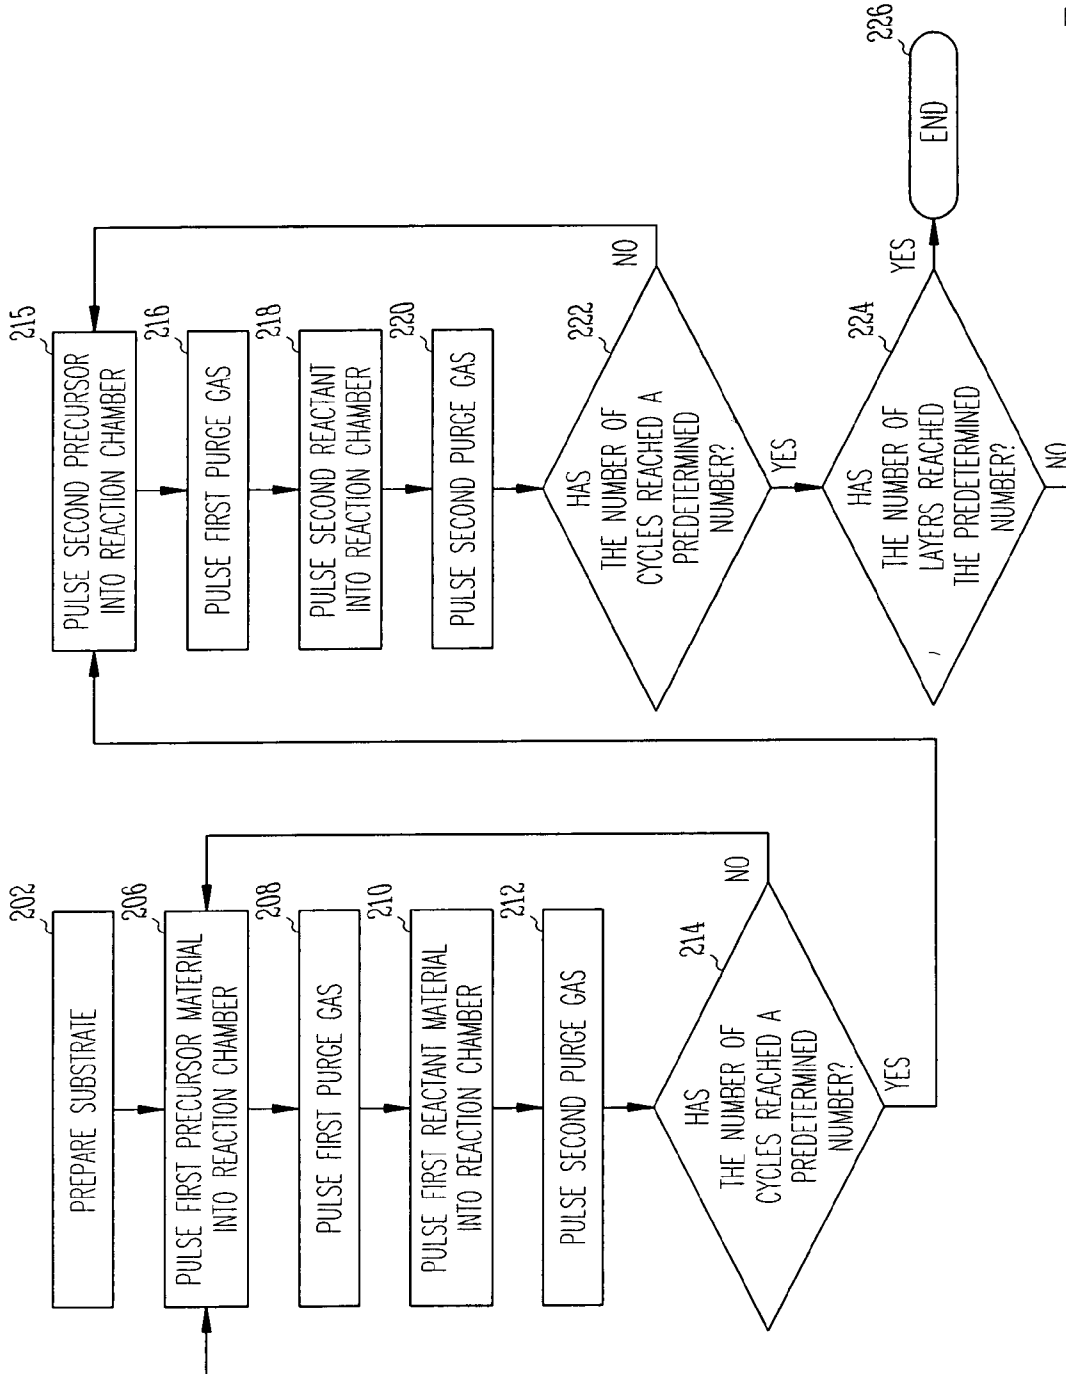 202
PREPARE SUBSTRATE
206
PULSE FIRST PRECURSOR MATERIAL
INTO REACTION CHAMBER
208
PULSE FIRST PURGE GAS
210
PULSE FIRST REACTANT MATERIAL
INTO REACTION CHAMBER
212
PULSE SECOND PURGE GAS
214
HAS
THE NUMBER OF
CYCLES REACHED A
PREDETERMINED
NUMBER?
NO
YES
215
PULSE SECOND PRECURSOR
INTO REACTION CHAMBER
216
PULSE FIRST PURGE GAS
218
PULSE SECOND REACTANT
INTO REACTION CHAMBER
220
PULSE SECOND PURGE GAS
222
HAS
THE NUMBER OF
CYCLES REACHED A
PREDETERMINED
NUMBER?
NO
YES
224
HAS
THE NUMBER OF
LAYERS REACHED
THE PREDETERMINED
NUMBER?
YES
NO
226
END